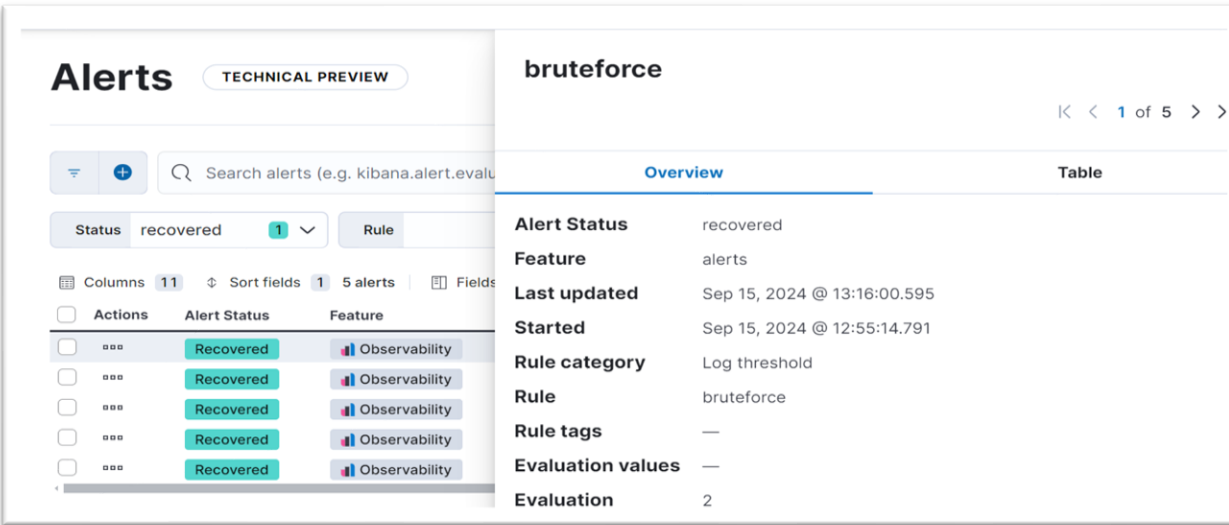 Alerts TECHNICAL PREVIEW
Search alerts (e.g. kibana.alert.evalu
Status recovered 1 Rule
Columns 11 Sort fields 1 5 alerts Fields
Actions Alert Status Feature
Recovered Observability
Recovered Observability
Recovered Observability
Recovered Observability
Recovered Observability
bruteforce
1 of 5
Overview Table
Alert Status recovered
Feature alerts
Last updated Sep 15, 2024 @ 13:16:00.595
Started Sep 15, 2024 @ 12:55:14.791
Rule category Log threshold
Rule bruteforce
Rule tags —
Evaluation values —
Evaluation 2